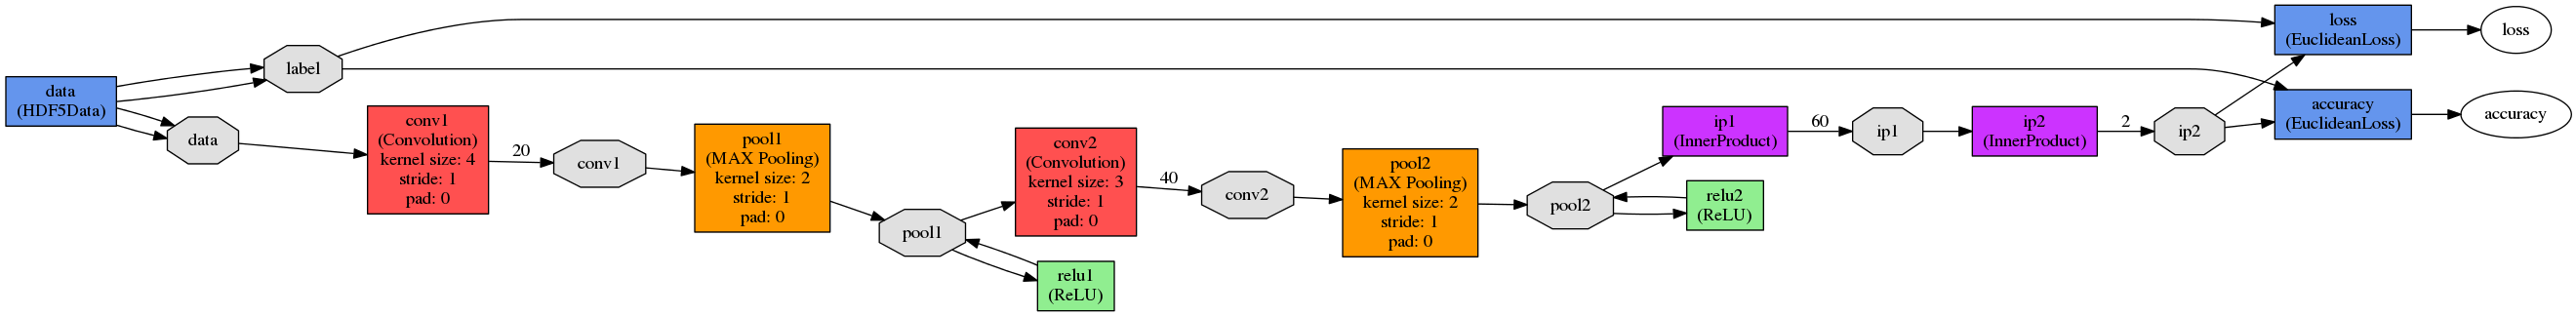 data
(HDF5Data)
label
data
conv1
(Convolution)
kernel size: 4
stride: 1
pad: 0
20
conv1
pool1
(MAX Pooling)
kernel size: 2
stride: 1
pad: 0
pool1
relu1
(ReLU)
conv2
(Convolution)
kernel size: 3
stride: 1
pad: 0
40
conv2
pool2
(MAX Pooling)
kernel size: 2
stride: 1
pad: 0
pool2
relu2
(ReLU)
ip1
(InnerProduct)
60
ip1
ip2
(InnerProduct)
2
ip2
loss
(EuclideanLoss)
loss
accuracy
(EuclideanLoss)
accuracy